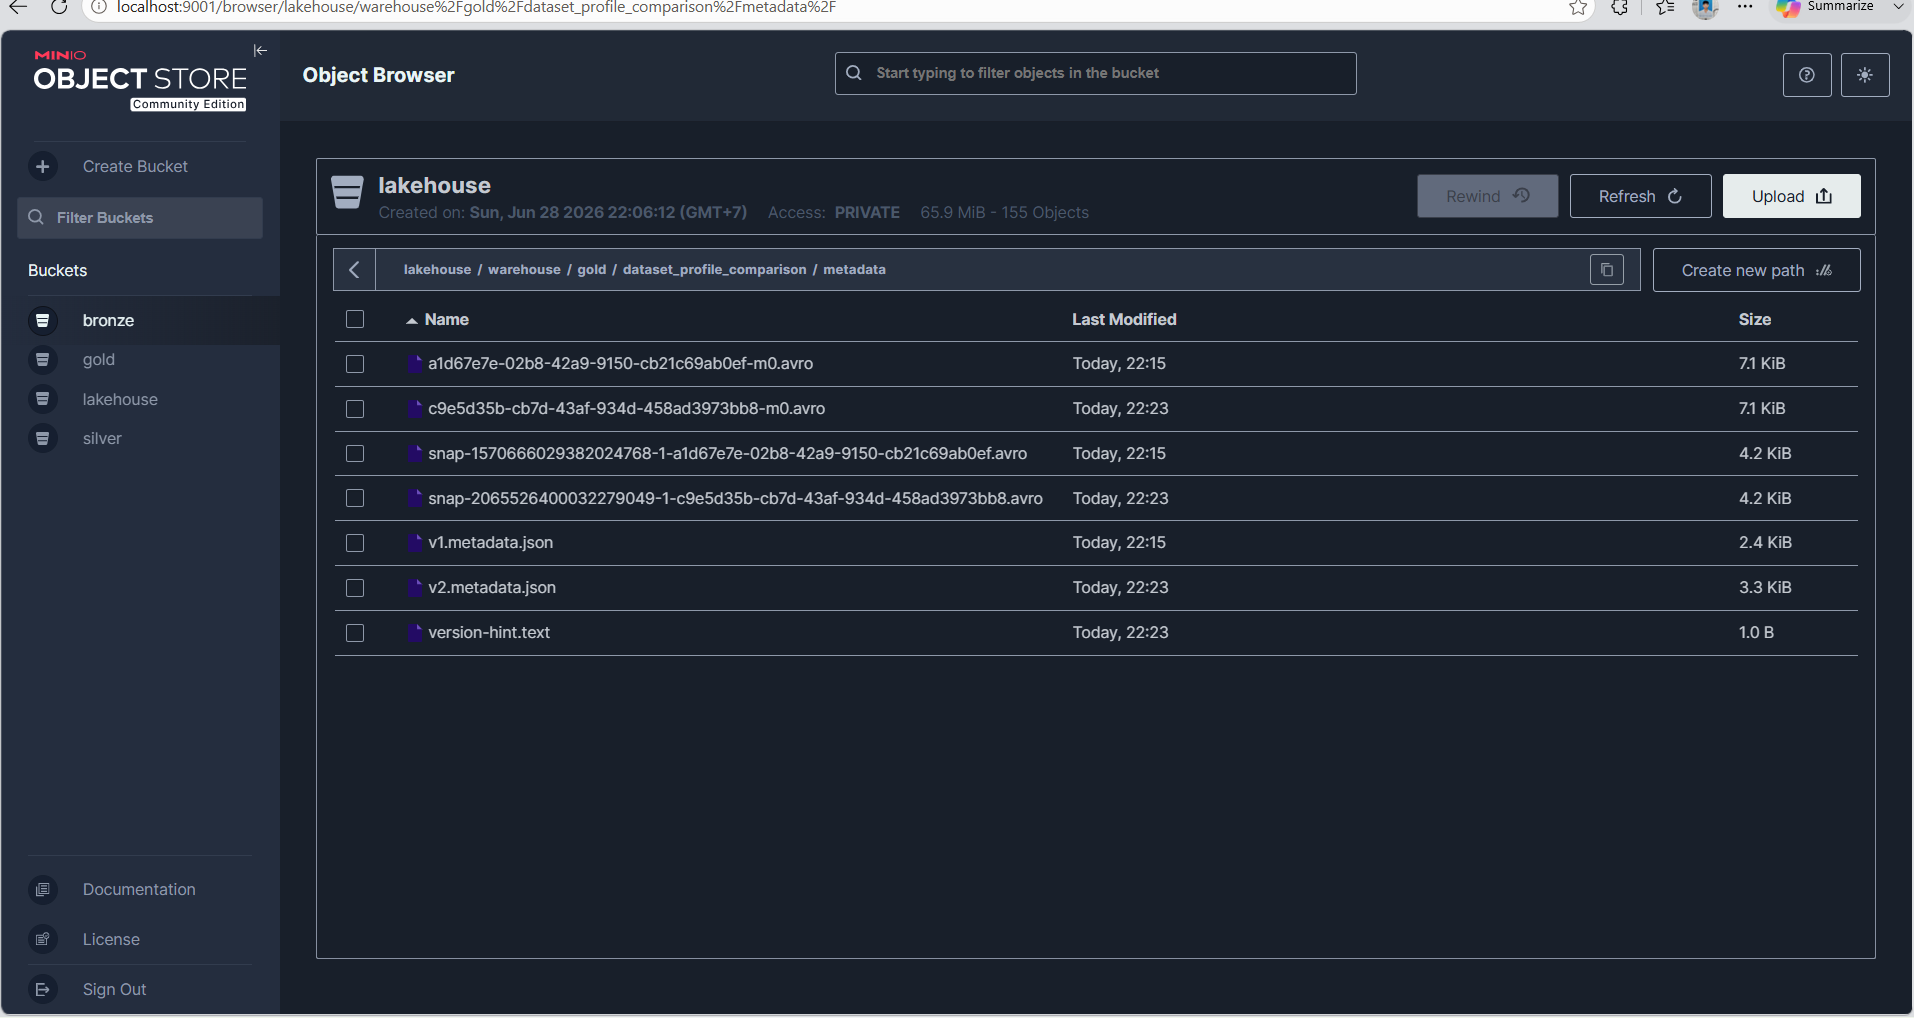 localhost:9001/browser/lakehouse/warehouse%2Fgold%2Fdataset_profile_comparison%2Fmetadata%2F
Summarize
MINIO
OBJECT STORE
Community Edition
Object Browser
Start typing to filter objects in the bucket
Create Bucket
Filter Buckets
Buckets
bronze
gold
lakehouse
silver
Documentation
License
Sign Out
lakehouse
Created on: Sun, Jun 28 2026 22:06:12 (GMT+7) Access: PRIVATE 65.9 MiB - 155 Objects
Rewind
Refresh
Upload
lakehouse / warehouse / gold / dataset_profile_comparison / metadata
Create new path
Name Last Modified Size
a1d67e7e-02b8-42a9-9150-cb21c69ab0ef-m0.avro Today, 22:15 7.1 KiB
c9e5d35b-cb7d-43af-934d-458ad3973bb8-m0.avro Today, 22:23 7.1 KiB
snap-1570666029382024768-1-a1d67e7e-02b8-42a9-9150-cb21c69ab0ef.avro Today, 22:15 4.2 KiB
snap-2065526400032279049-1-c9e5d35b-cb7d-43af-934d-458ad3973bb8.avro Today, 22:23 4.2 KiB
v1.metadata.json Today, 22:15 2.4 KiB
v2.metadata.json Today, 22:23 3.3 KiB
version-hint.text Today, 22:23 1.0 B